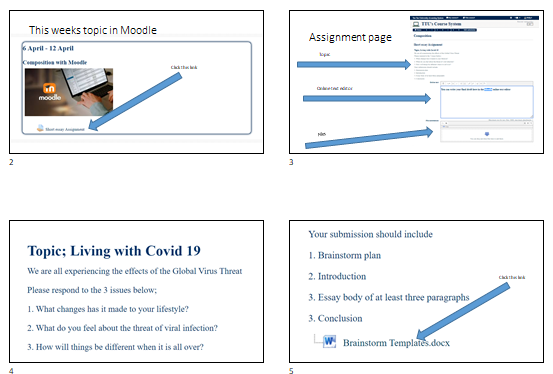 This weeks topic in Moodle
6 April - 12 April
Composition with Moodle
Click this link
moodle
Short essay Assignment
2
Assignment page
TTC's Course System
Composition
Short essay Assignment
Topic
Online text editor
3
Topic; Living with Covid 19
We are all experiencing the effects of the Global Virus Threat
Please respond to the 3 issues below;
1. What changes has it made to your lifestyle?
2. What do you feel about the threat of viral infection?
3. How will things be different when it is all over?
4
Your submission should include
1. Brainstorm plan
2. Introduction
Click this link
3. Essay body of at least three paragraphs
3. Conclusion
Brainstorm Templates.docx
5